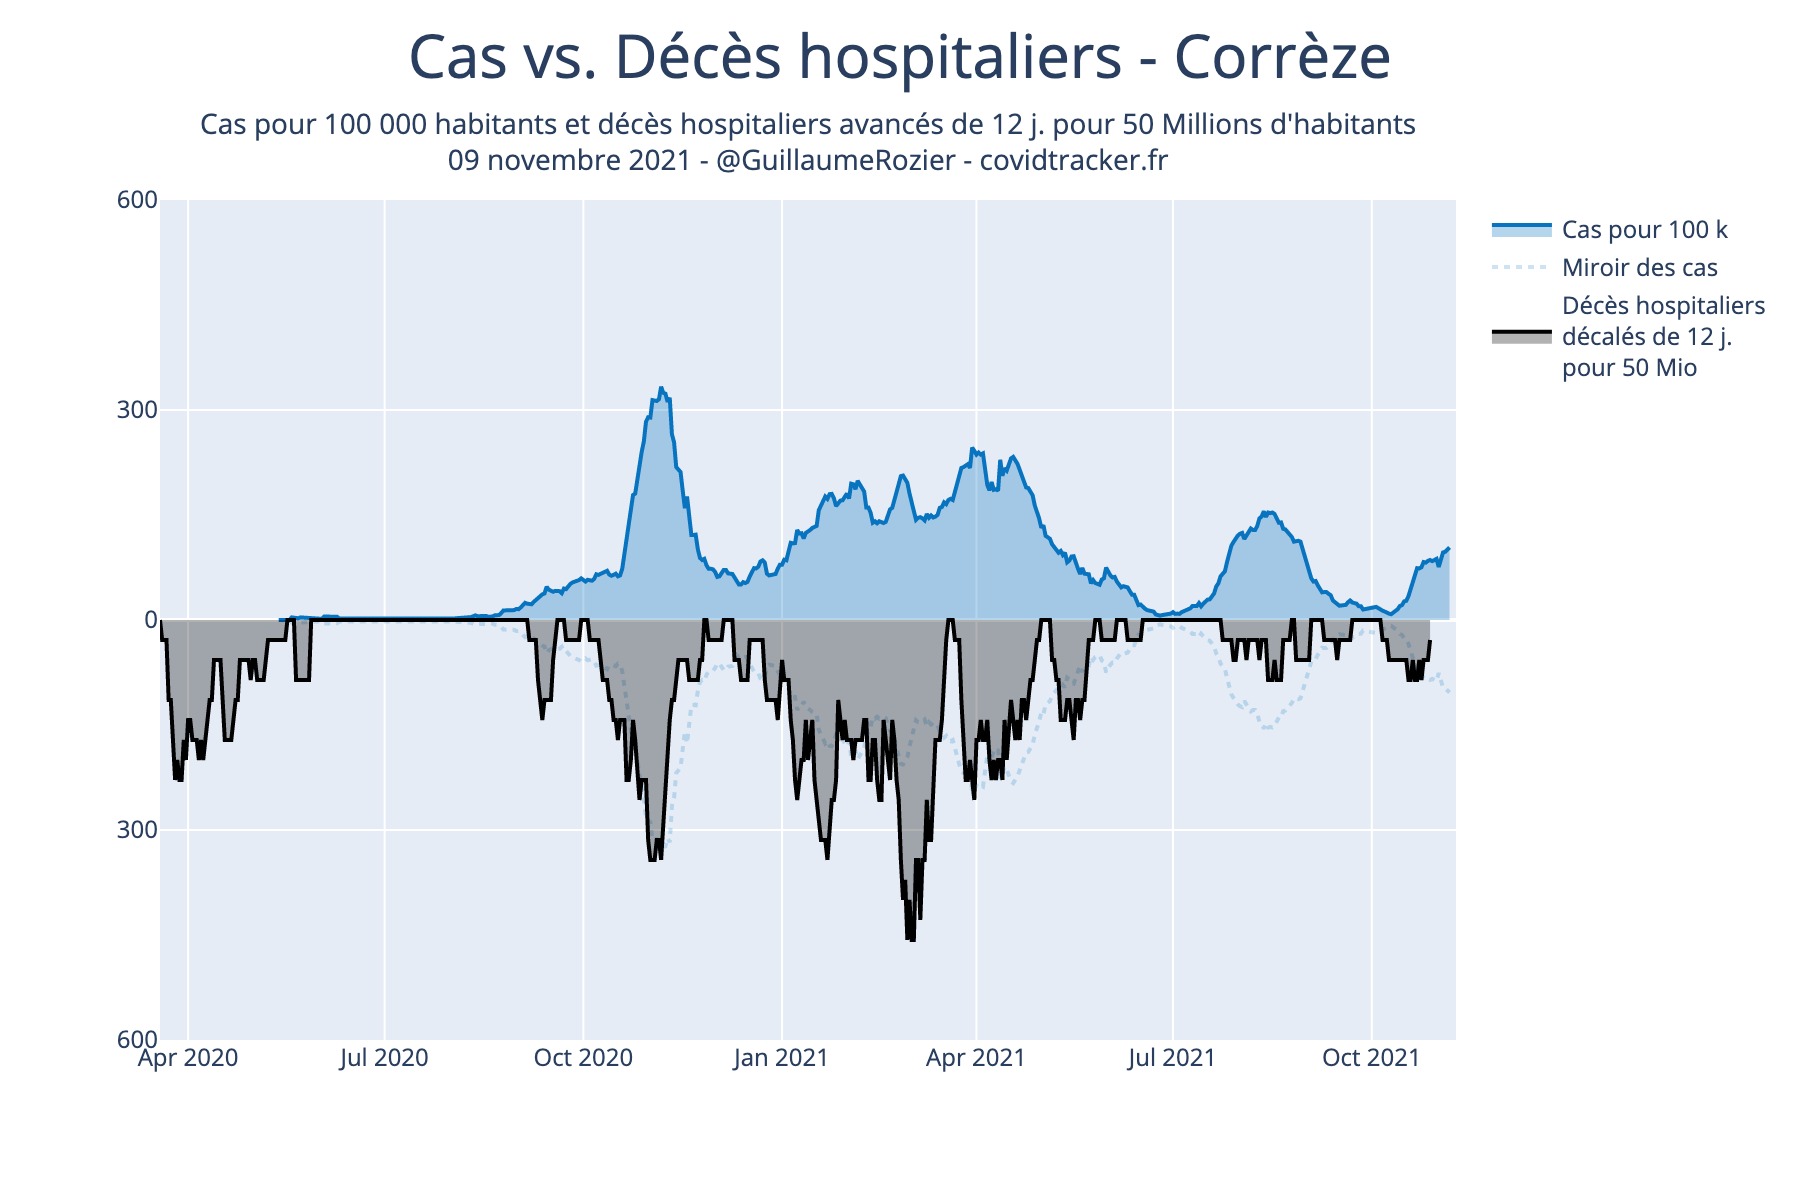 Cas vs. Décès hospitaliers - Corrèze
Cas pour 100 000 habitants et décès hospitaliers avancés de 12 j. pour 50 Millions d'habitants
09 novembre 2021 - @GuillaumeRozier - covidtracker.fr
600
300
0
300
600
Apr 2020
Jul 2020
Oct 2020
Jan 2021
Apr 2021
Jul 2021
Oct 2021
Cas pour 100 k
Miroir des cas
Décès hospitaliers
décalés de 12 j.
pour 50 Mio